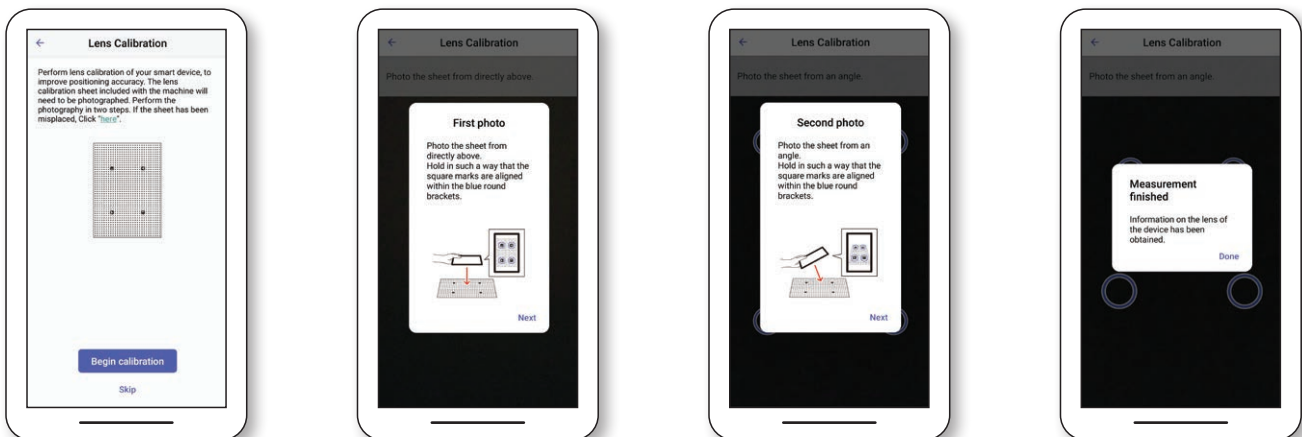 Lens Calibration
Perform lens calibration of your smart device, to
improve positioning accuracy. The lens
calibration sheet included with the machine will
need to be photographed. Perform the
photography in two steps. If the sheet has been
misplaced, Click "here".
Begin calibration
Skip
Lens Calibration
Photo the sheet from directly above.
First photo
Photo the sheet from
directly above.
Hold in such a way that the
square marks are aligned
within the blue round
brackets.
Next
Lens Calibration
Photo the sheet from an angle.
Second photo
Photo the sheet from an
angle.
Hold in such a way that the
square marks are aligned
within the blue round
brackets.
Next
Lens Calibration
Photo the sheet from an angle.
Measurement
finished
Information on the lens of
the device has been
obtained.
Done